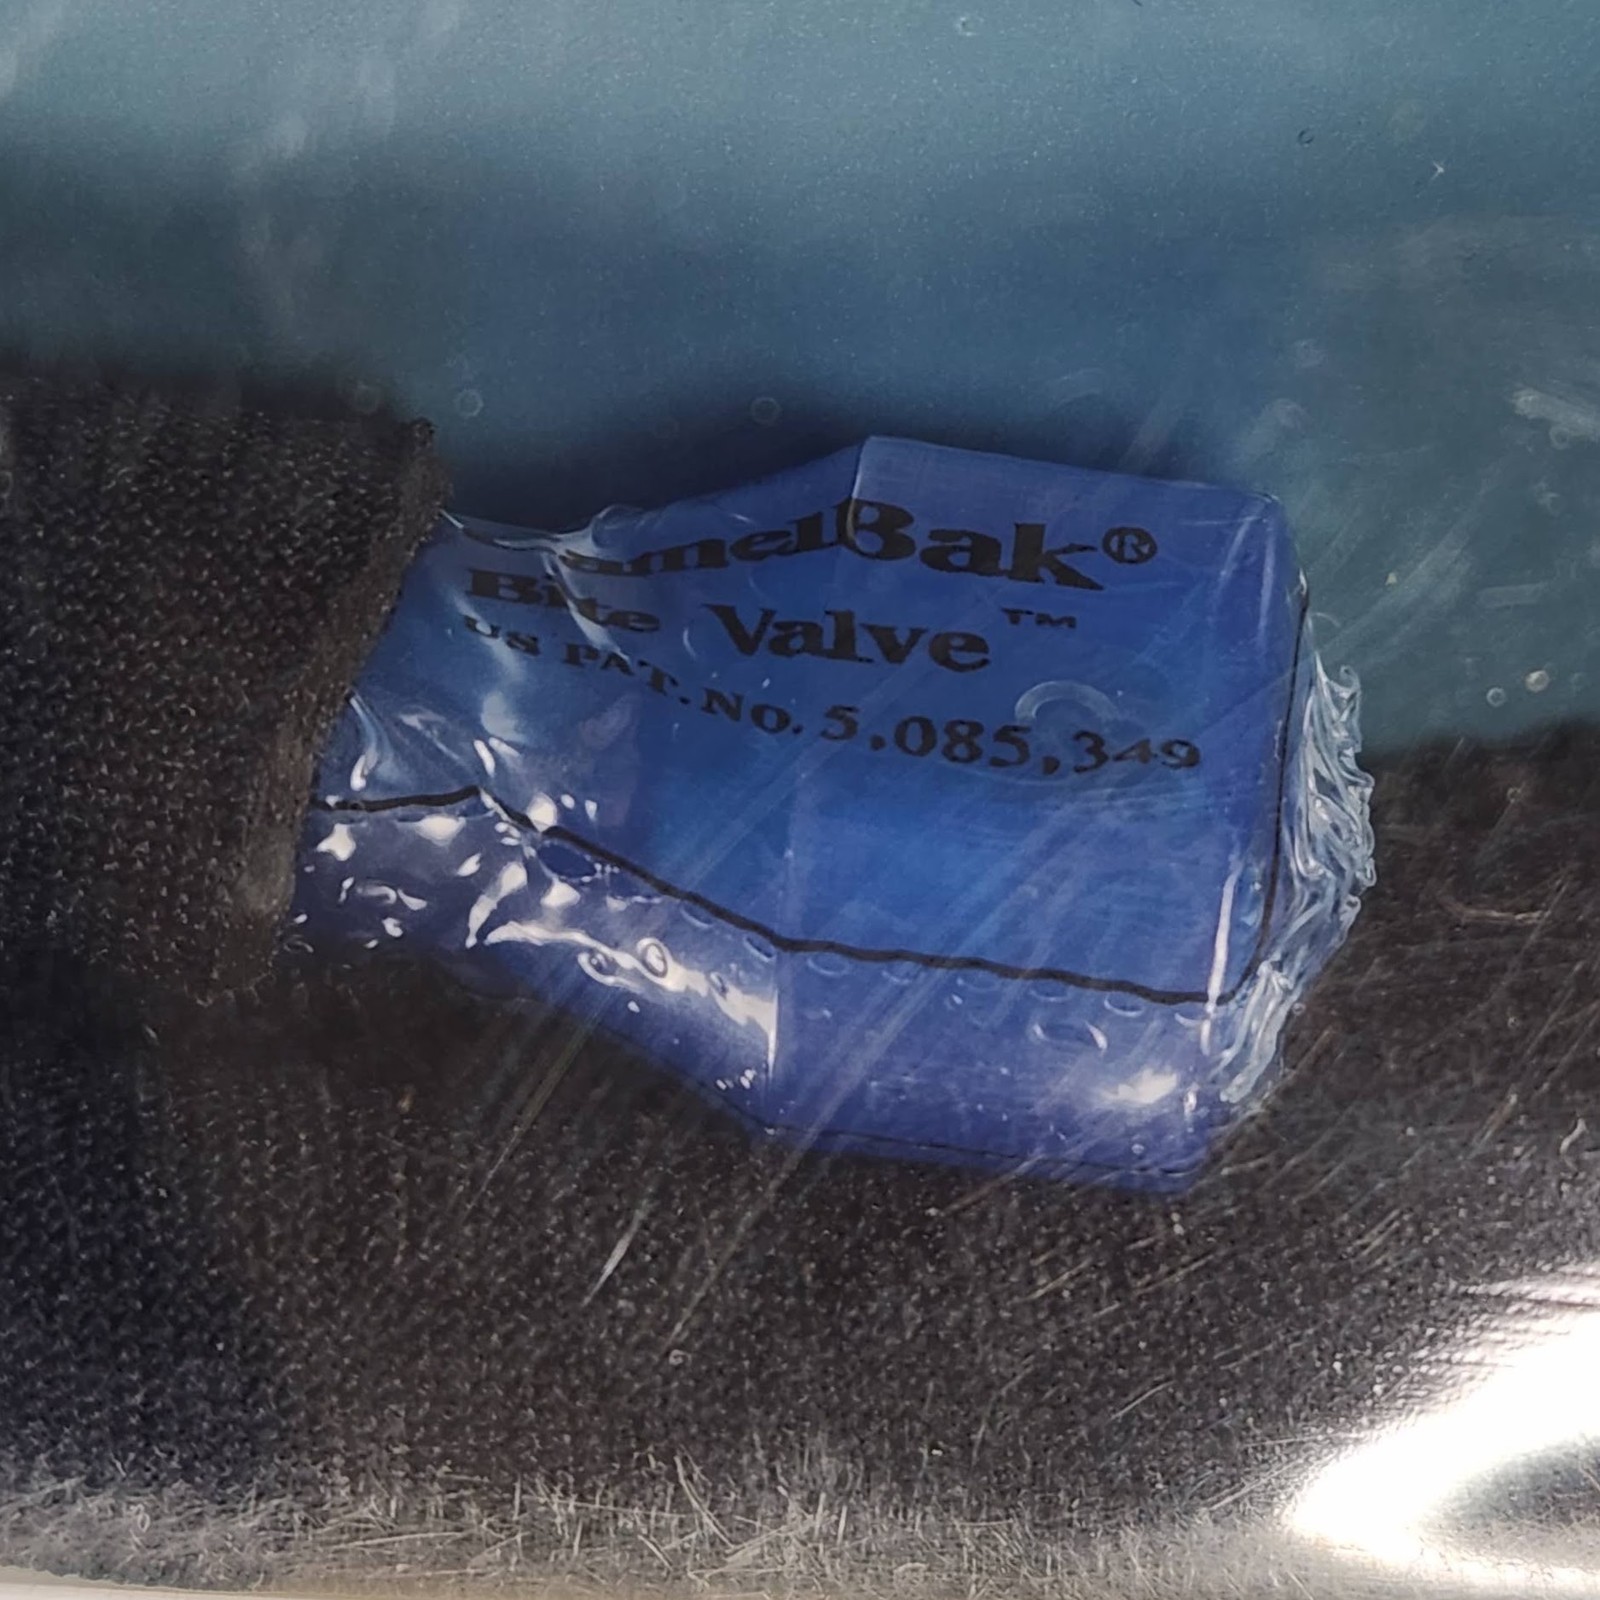 CamelBak®
Bite Valve™
US PAT. NO. 5,085,349